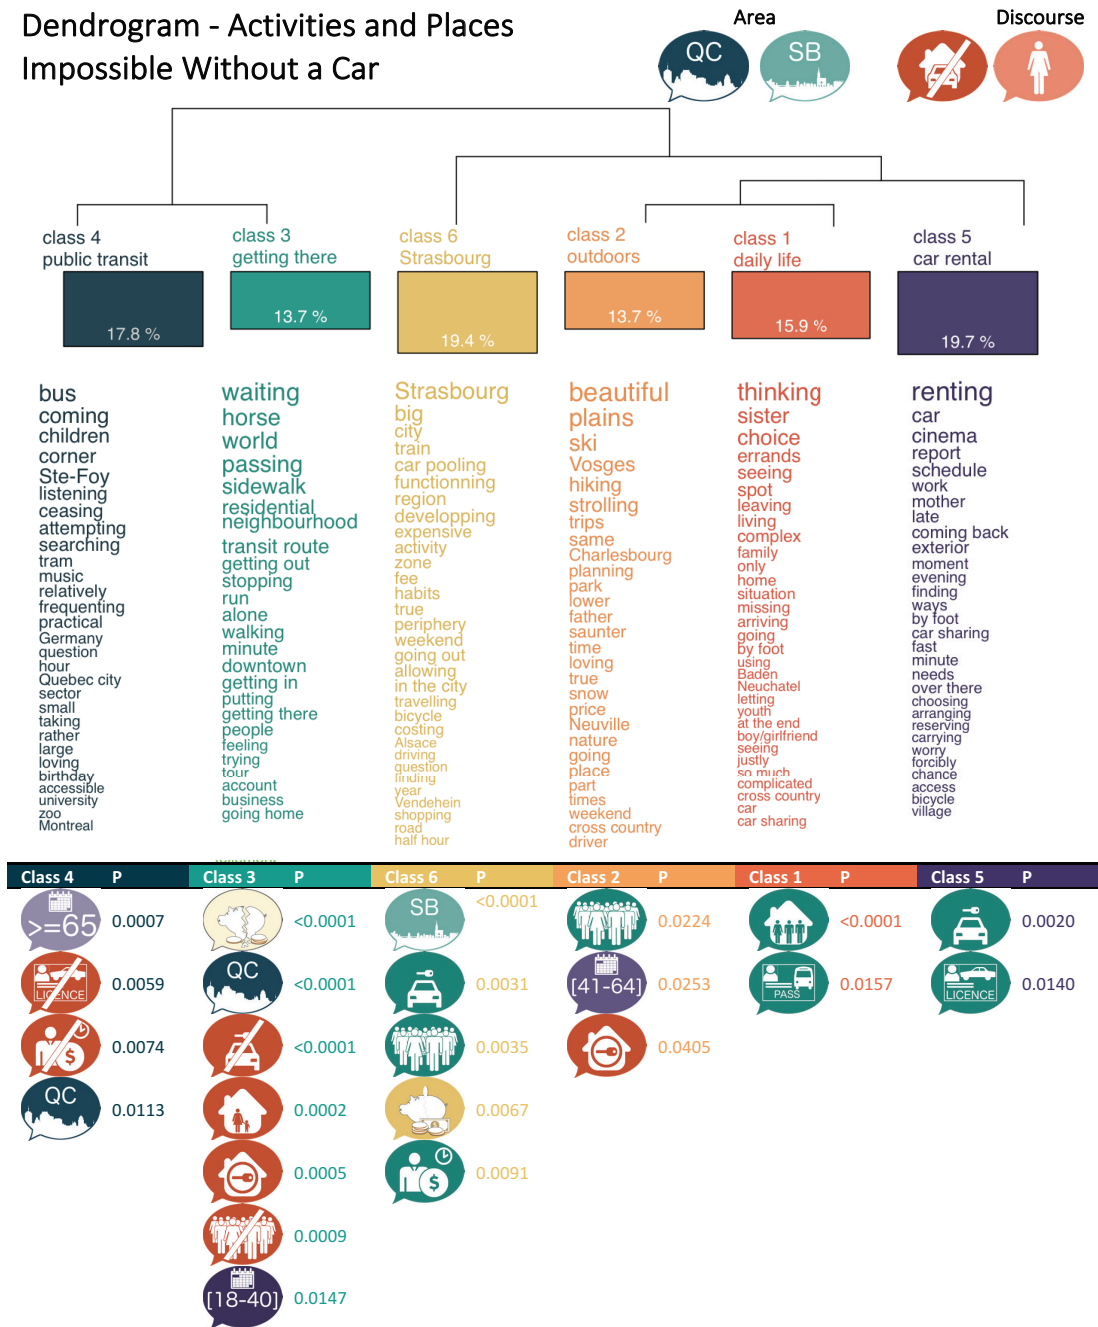 Dendrogram - Activities and Places
Impossible Without a Car
Area
Discourse
QC
SB
class 4
public transit
17.8 %
class 3
getting there
13.7 %
class 6
Strasbourg
19.4 %
class 2
outdoors
13.7 %
class 1
daily life
15.9 %
class 5
car rental
19.7 %
bus
coming
children
corner
Ste-Foy
listening
ceasing
attempting
searching
tram
music
relatively
frequenting
practical
Germany
question
hour
Quebec city
sector
small
taking
rather
large
loving
birthday
accessible
university
zoo
Montreal
waiting
horse
world
passing
sidewalk
residential
neighbourhood
transit route
getting out
stopping
run
alone
walking
minute
downtown
getting in
putting
getting there
people
feeling
trying
tour
account
business
going home
Strasbourg
big
city
train
car pooling
functionning
region
developping
expensive
activity
zone
fee
habits
true
periphery
weekend
going out
allowing
in the city
travelling
bicycle
costing
Alsace
driving
question
finding
year
Vendehein
shopping
road
half hour
beautiful
plains
ski
Vosges
hiking
strolling
trips
same
Charlesbourg
planning
park
lower
father
saunter
time
loving
true
snow
price
Neuville
nature
going
place
part
times
weekend
cross country
driver
thinking
sister
choice
errands
seeing
spot
leaving
living
complex
family
only
home
situation
missing
arriving
going
by foot
using
Baden
Neuchatel
letting
youth
at the end
boy/girlfriend
seeing
justly
so much
complicated
cross country
car
car sharing
renting
car
cinema
report
schedule
work
mother
late
coming back
exterior
moment
evening
finding
ways
by foot
car sharing
fast
minute
needs
over there
choosing
arranging
reserving
carrying
worry
forcibly
chance
access
bicycle
village
Class 4 P
>=65 0.0007
LICENCE 0.0059
$ 0.0074
QC 0.0113
Class 3 P
<0.0001
QC <0.0001
<0.0001
0.0002
0.0005
0.0009
[18-40] 0.0147
Class 6 P
SB <0.0001
0.0031
0.0035
0.0067
$ 0.0091
Class 2 P
0.0224
[41-64] 0.0253
0.0405
Class 1 P
<0.0001
PASS 0.0157
Class 5 P
0.0020
LICENCE 0.0140